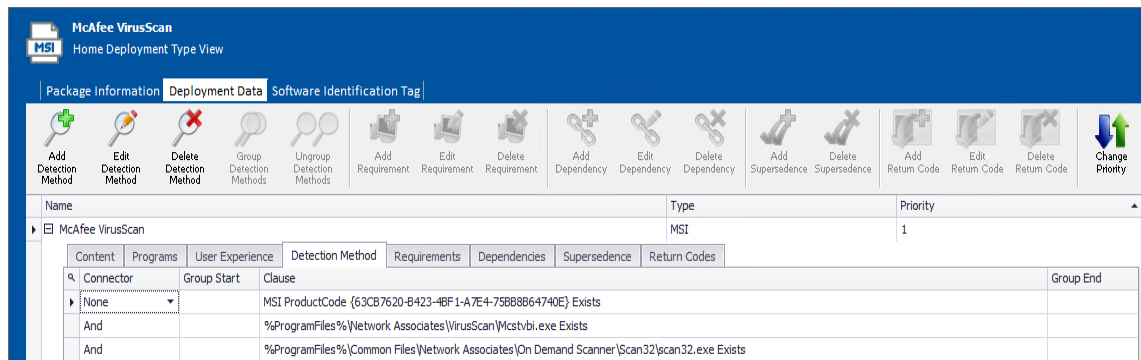 McAfee VirusScan
MSI
Home Deployment Type View
Package Information Deployment Data Software Identification Tag
Add Detection Method
Edit Detection Method
Delete Detection Method
Group Detection Methods
Ungroup Detection Methods
Add Requirement
Edit Requirement
Delete Requirement
Add Dependency
Edit Dependency
Delete Dependency
Add Supersedence
Delete Supersedence
Add Return Code
Edit Return Code
Delete Return Code
Change Priority
Name Type Priority
McAfee VirusScan MSI 1
Content Programs User Experience Detection Method Requirements Dependencies Supersedence Return Codes
Connector Group Start Clause Group End
None MSI ProductCode {63CB7620-B423-4BF1-A7E4-75BB8B64740E} Exists
And %ProgramFiles%\Network Associates\VirusScan\Mcstvbi.exe Exists
And %ProgramFiles%\Common Files\Network Associates\On Demand Scanner\Scan32\scan32.exe Exists